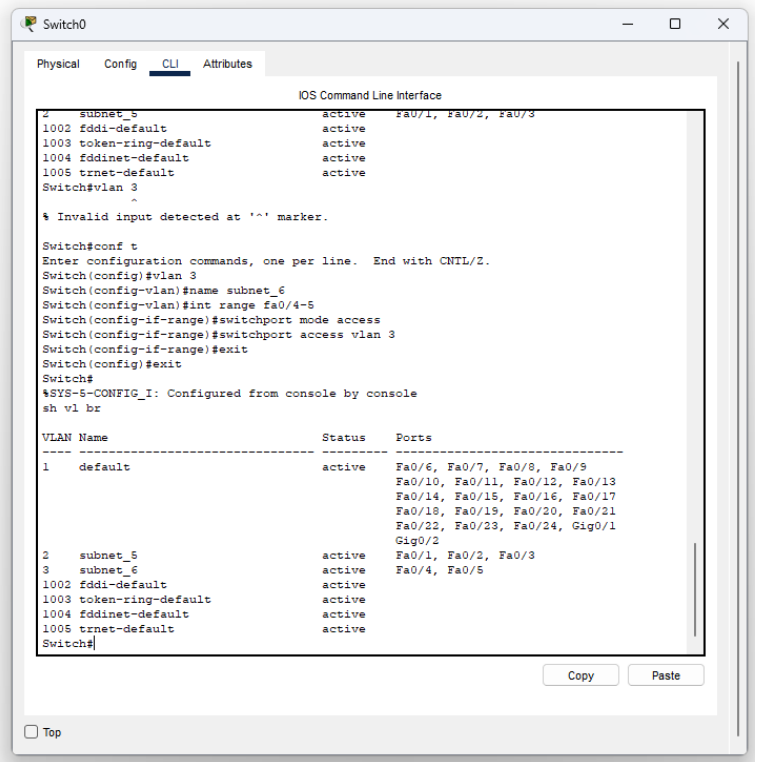 Switch0
Physical Config CLI Attributes
IOS Command Line Interface
2    subnet_5                         active    Fa0/1, Fa0/2, Fa0/3
1002 fddi-default                     active
1003 token-ring-default               active
1004 fddinet-default                  active
1005 trnet-default                    active
Switch#vlan 3
           ^
% Invalid input detected at '^' marker.
Switch#conf t
Enter configuration commands, one per line.  End with CNTL/Z.
Switch(config)#vlan 3
Switch(config-vlan)#name subnet_6
Switch(config-vlan)#int range fa0/4-5
Switch(config-if-range)#switchport mode access
Switch(config-if-range)#switchport access vlan 3
Switch(config-if-range)#exit
Switch(config)#exit
Switch#
%SYS-5-CONFIG_I: Configured from console by console
sh vl br
VLAN Name                             Status    Ports
---- -------------------------------- --------- -------------------------------
1    default                          active    Fa0/6, Fa0/7, Fa0/8, Fa0/9
                                                Fa0/10, Fa0/11, Fa0/12, Fa0/13
                                                Fa0/14, Fa0/15, Fa0/16, Fa0/17
                                                Fa0/18, Fa0/19, Fa0/20, Fa0/21
                                                Fa0/22, Fa0/23, Fa0/24, Gig0/1
                                                Gig0/2
2    subnet_5                         active    Fa0/1, Fa0/2, Fa0/3
3    subnet_6                         active    Fa0/4, Fa0/5
1002 fddi-default                     active
1003 token-ring-default               active
1004 fddinet-default                  active
1005 trnet-default                    active
Switch#
Copy Paste
Top